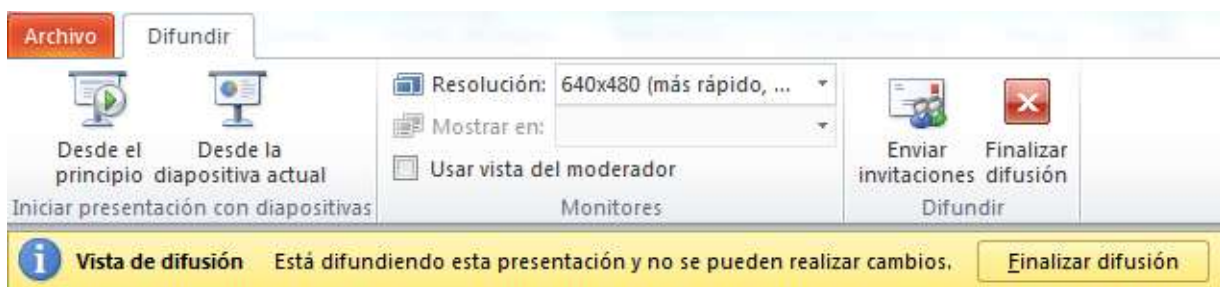 Archivo
Difundir
Desde el principio
Desde la diapositiva actual
Iniciar presentación con diapositivas
Resolución: 640x480 (más rápido, ...
Mostrar en:
Usar vista del moderador
Monitores
Enviar invitaciones
Finalizar difusión
Difundir
Vista de difusión Está difundiendo esta presentación y no se pueden realizar cambios. Finalizar difusión